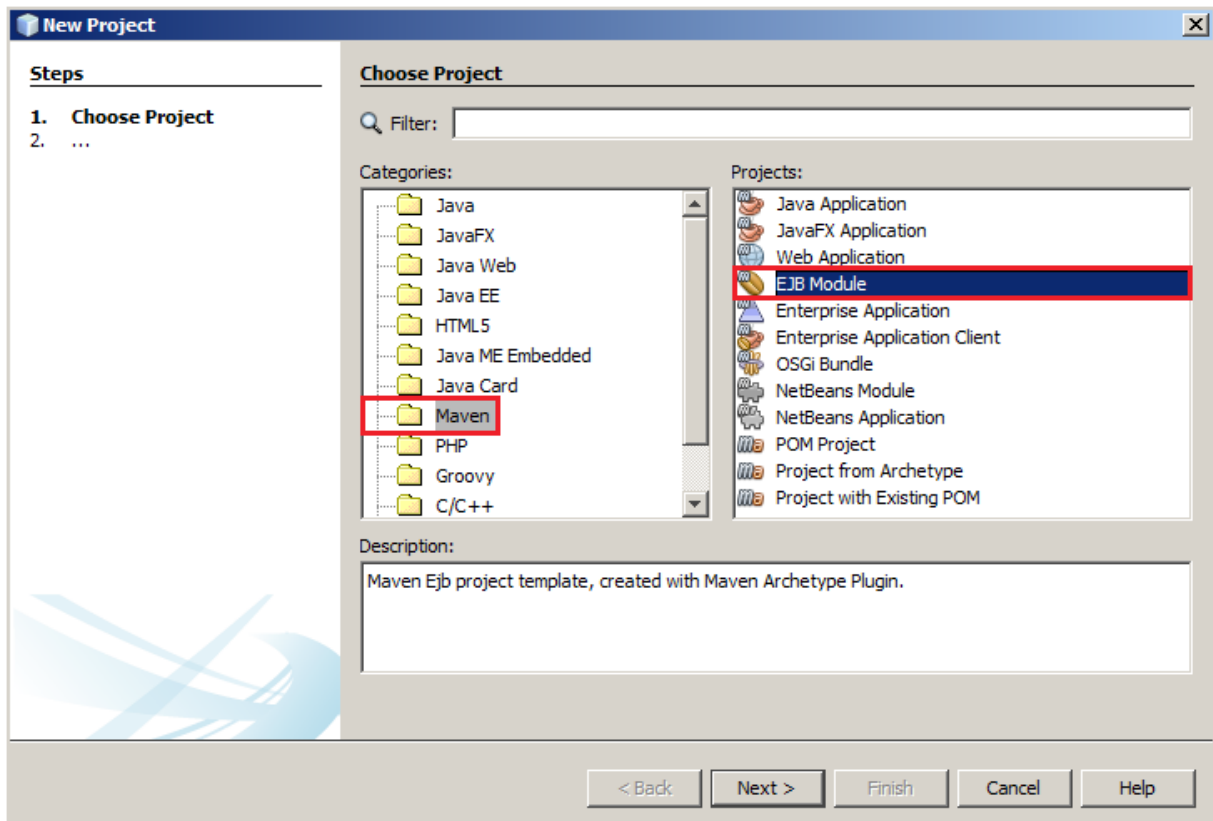 New Project
Steps
1. Choose Project
2. ...
Choose Project
Filter:
Categories:
Java
JavaFX
Java Web
Java EE
HTML5
Java ME Embedded
Java Card
Maven
PHP
Groovy
C/C++
Projects:
Java Application
JavaFX Application
Web Application
EJB Module
Enterprise Application
Enterprise Application Client
OSGi Bundle
NetBeans Module
NetBeans Application
POM Project
Project from Archetype
Project with Existing POM
Description:
Maven Ejb project template, created with Maven Archetype Plugin.
< Back Next > Finish Cancel Help